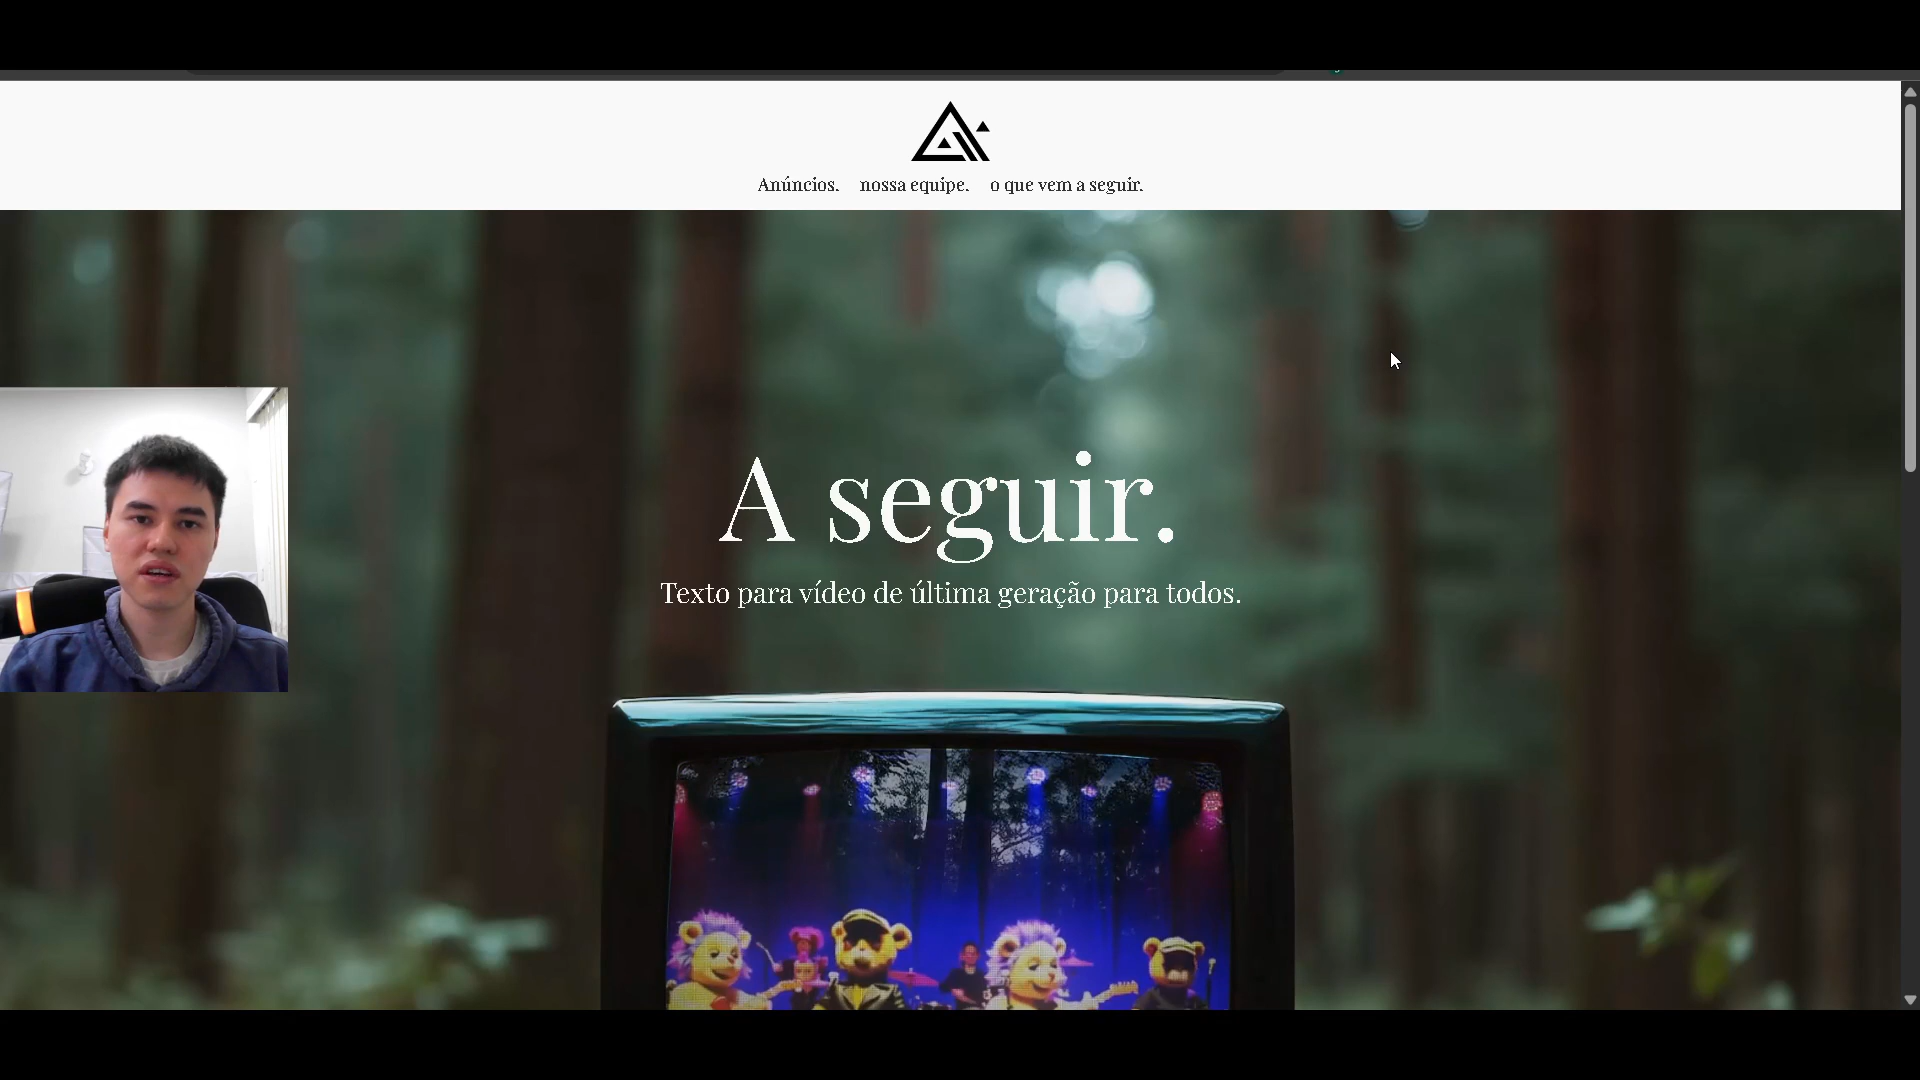 Anúncios. nossa equipe. o que vem a seguir.
A seguir.
Texto para vídeo de última geração para todos.